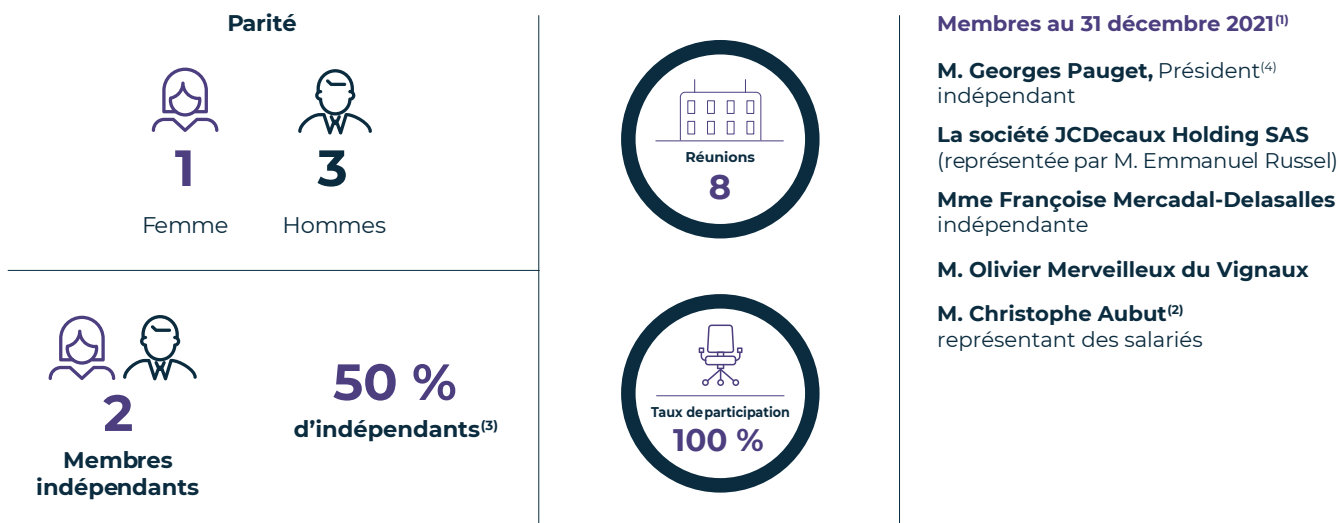 Parité
1
3
Femme
Hommes
2
Membres
indépendants
50 %
d'indépendants(3)
Réunions
8
Taux de participation
100 %
Membres au 31 décembre 2021(1)
M. Georges Pauget, Président(4)
indépendant
La société JCDecaux Holding SAS
(représentée par M. Emmanuel Russel)
Mme Françoise Mercadal-Delasalles
indépendante
M. Olivier Merveilleux du Vignaux
M. Christophe Aubut(2)
représentant des salariés